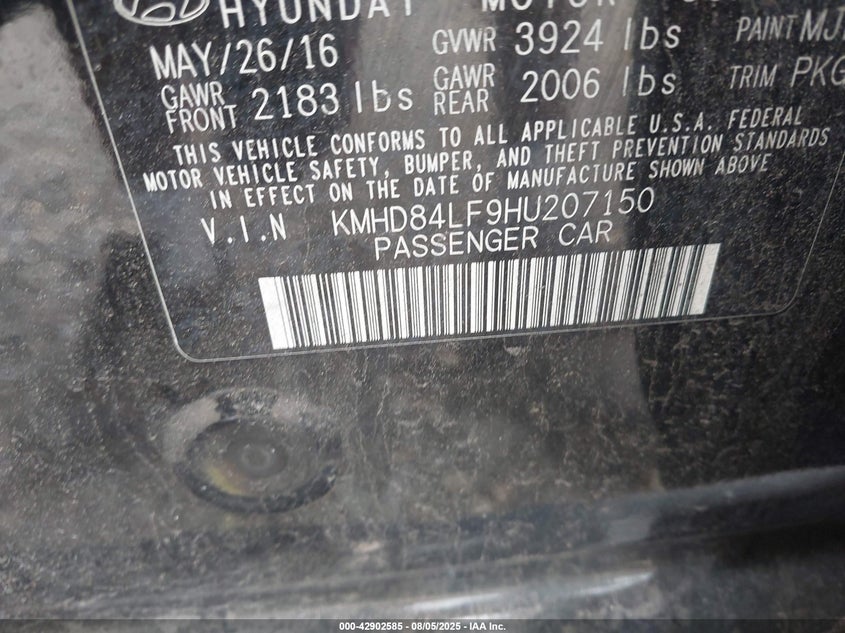 HYUNDAI MOTOR
MAY/26/16 GVWR 3924 lbs PAINT
GAWR FRONT 2183 lbs GAWR REAR 2006 lbs TRIM PKG
THIS VEHICLE CONFORMS TO ALL APPLICABLE U.S.A. FEDERAL
MOTOR VEHICLE SAFETY, BUMPER, AND THEFT PREVENTION STANDARDS
IN EFFECT ON THE DATE OF MANUFACTURE SHOWN ABOVE
V.I.N KMHD84LF9HU207150
PASSENGER CAR
000-42902585 - 08/05/2025 - IAA Inc.